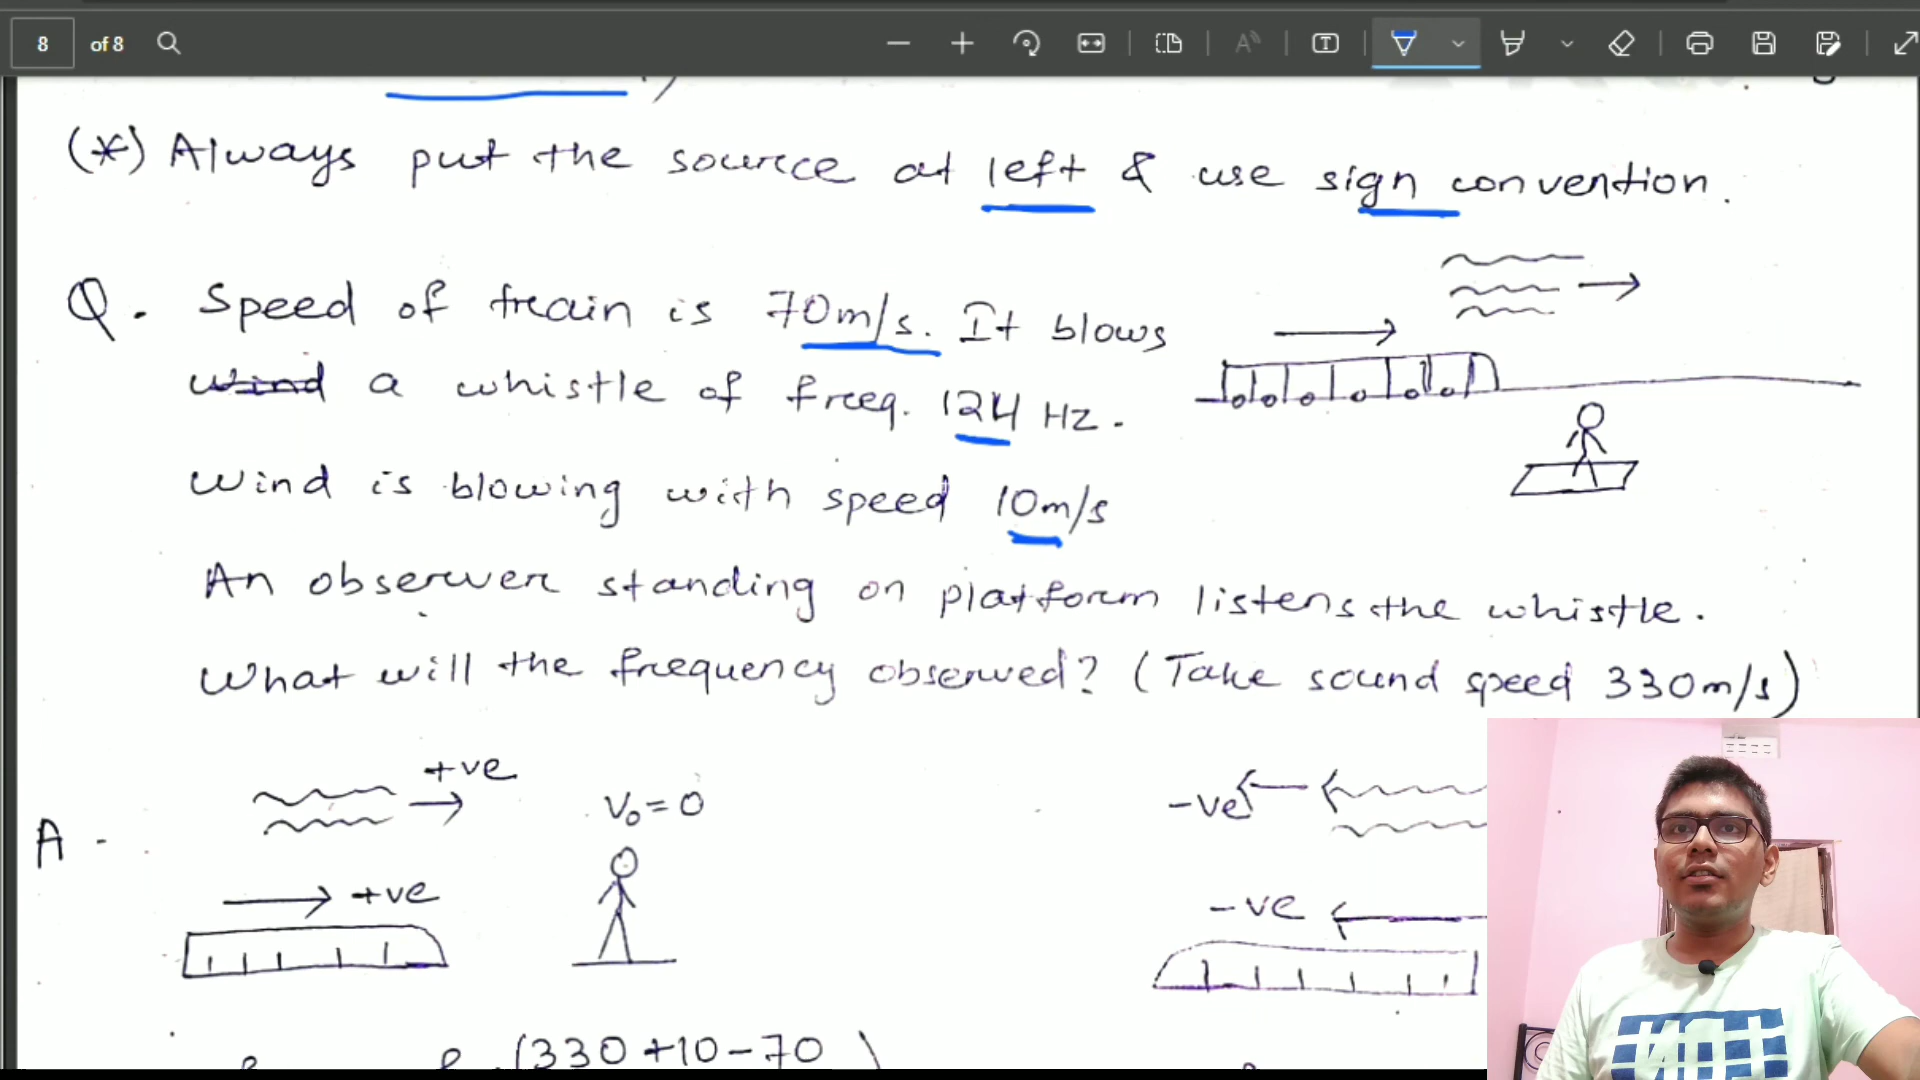 8 of 8
(*) Always put the source at left & use sign convention.
Q. Speed of train is 70m/s. It blows
a whistle of freq. 124 Hz.
Wind is blowing with speed 10m/s
An observer standing on platform listens the whistle.
What will the frequency observed? (Take sound speed 330m/s)
+ve
V₀=0
-ve
A -
+ve
-ve
(330+10-70)